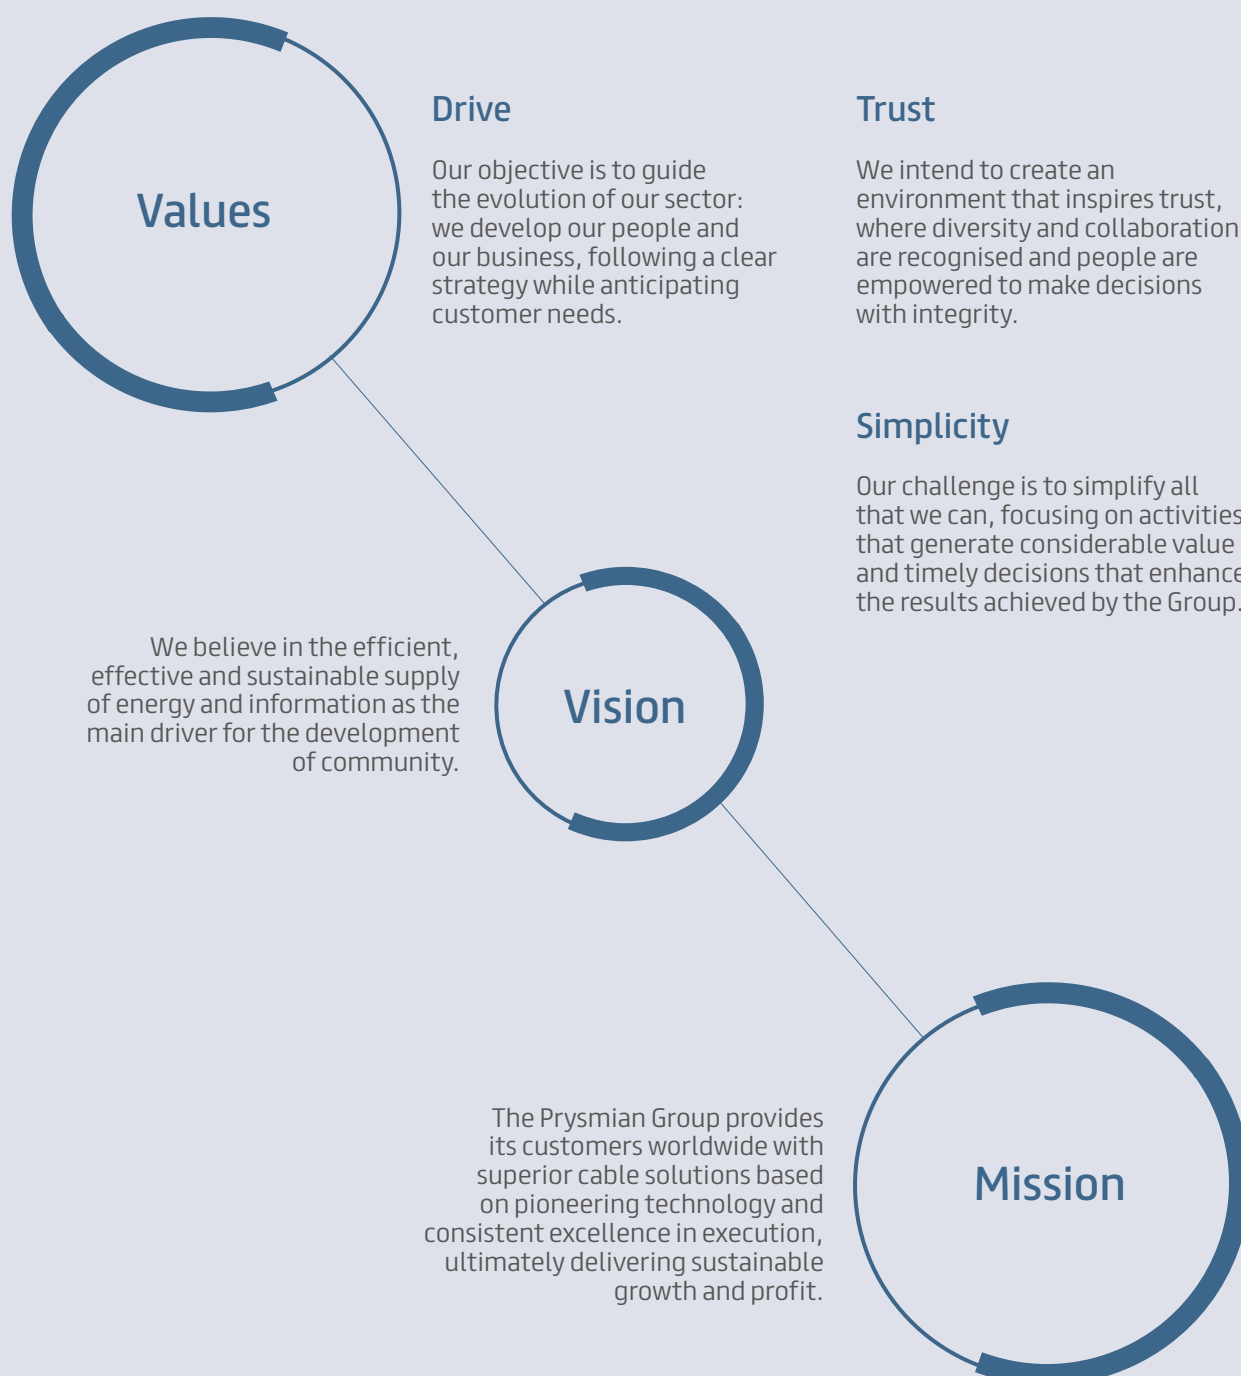 Values
Drive
Our objective is to guide
the evolution of our sector:
we develop our people and
our business, following a clear
strategy while anticipating
customer needs.
Trust
We intend to create an
environment that inspires trust,
where diversity and collaboration
are recognised and people are
empowered to make decisions
with integrity.
Simplicity
Our challenge is to simplify all
that we can, focusing on activities
that generate considerable value
and timely decisions that enhance
the results achieved by the Group.
We believe in the efficient,
effective and sustainable supply
of energy and information as the
main driver for the development
of community.
Vision
The Prysmian Group provides
its customers worldwide with
superior cable solutions based
on pioneering technology and
consistent excellence in execution,
ultimately delivering sustainable
growth and profit.
Mission